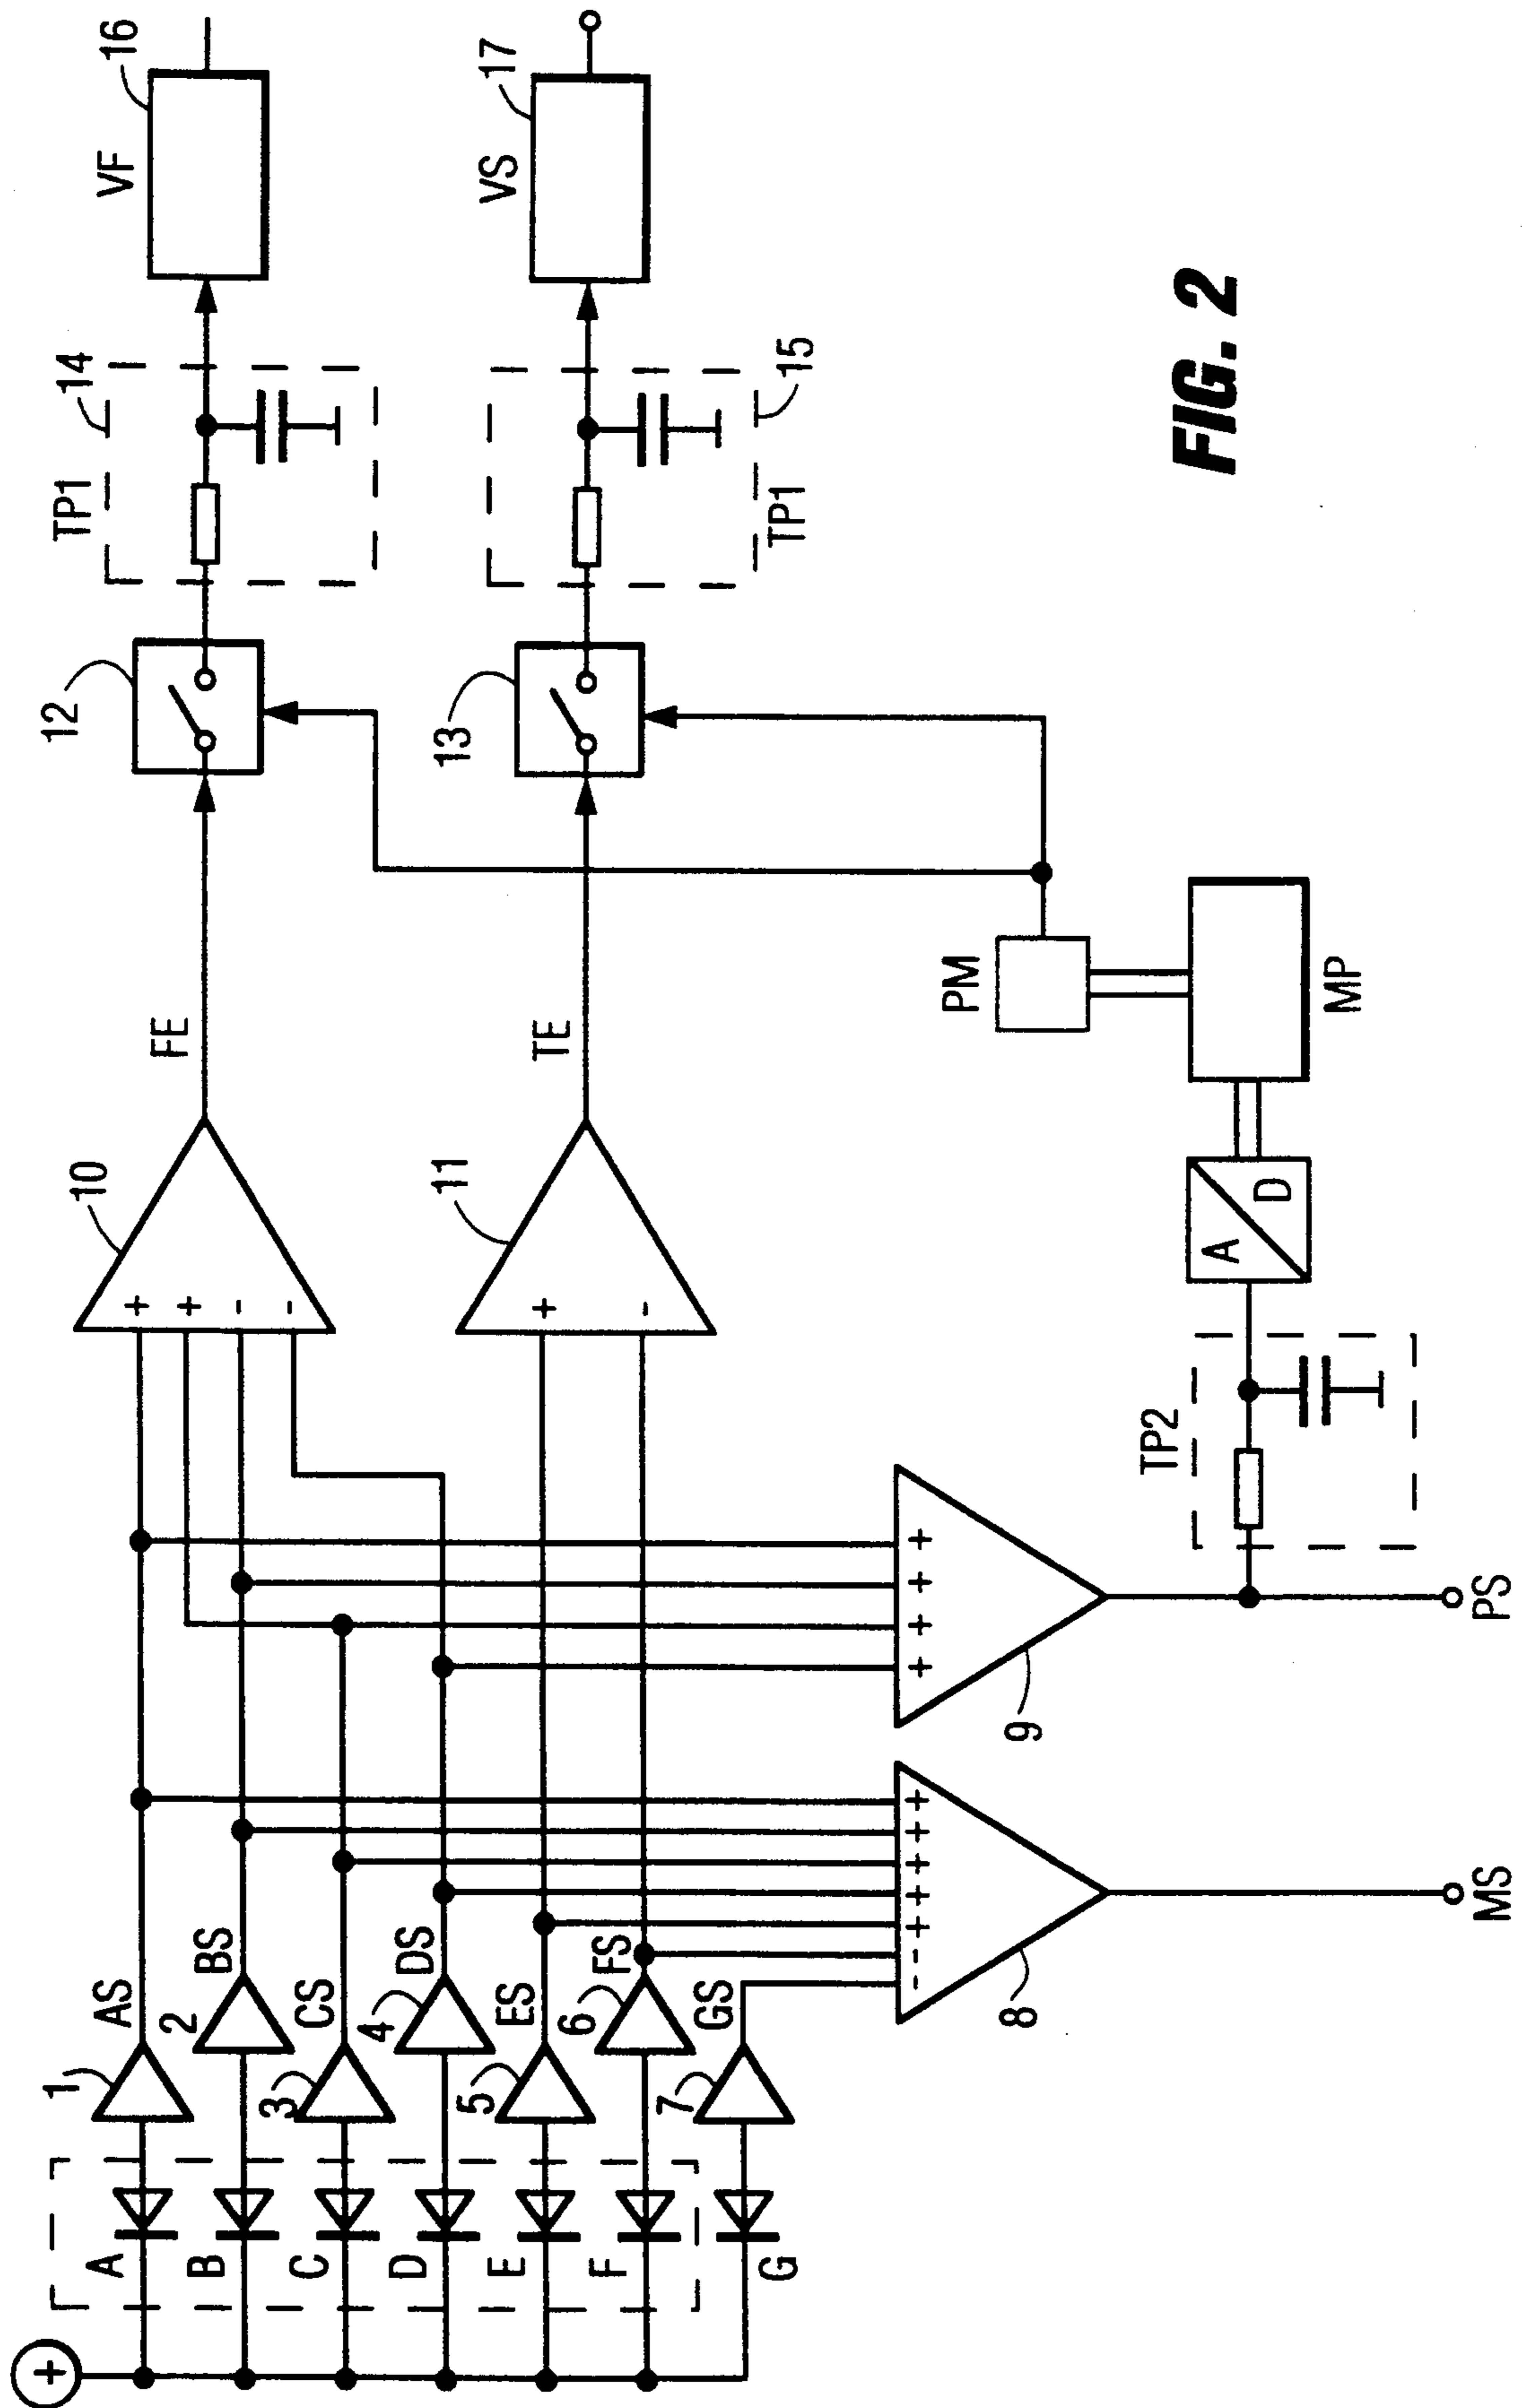 16
VF
14
TP1
12
FE
10
+
+
-
-
17
VS
15
TP1
13
TE
11
+
-
PM
MP
A
D
TP2
+
+
+
+
9
PS
+
+
+
+
+
-
-
8
MS
AS
1
BS
2
CS
3
DS
4
ES
5
FS
6
GS
7
A
B
C
D
E
F
G
+
FIG. 2